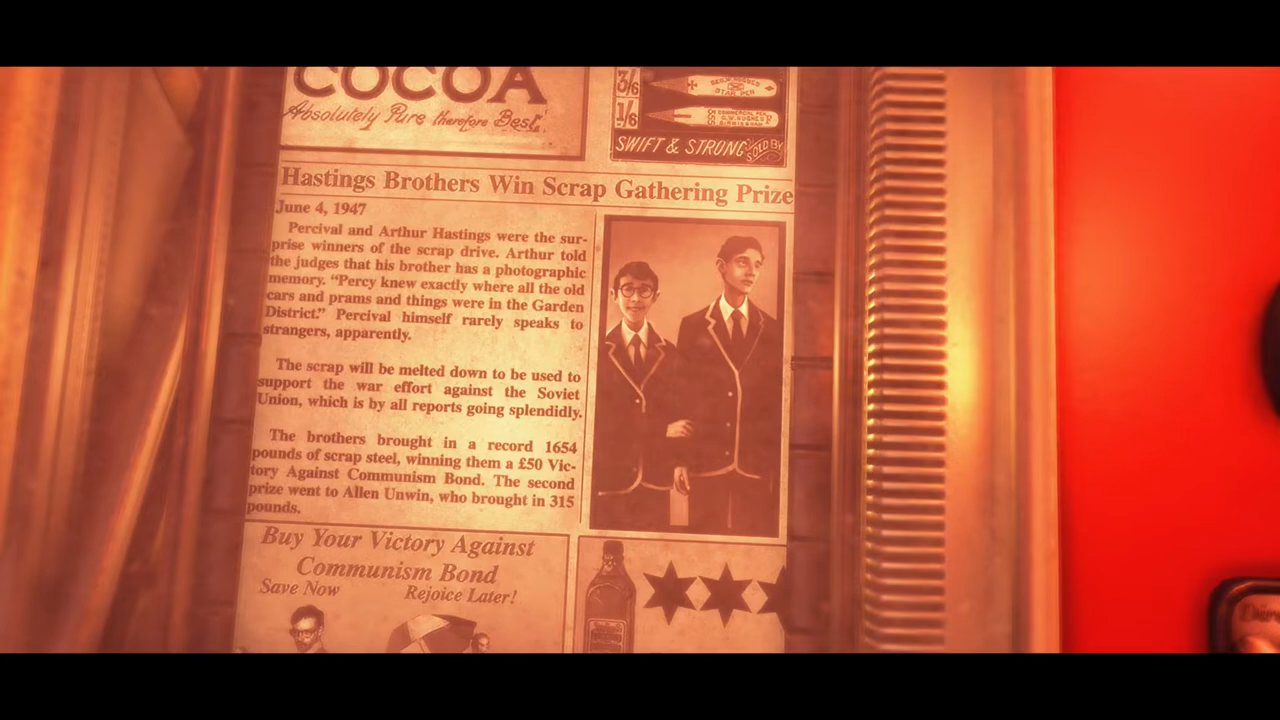 COCOA
Absolutely Pure therefore Best!
3/6
1/6
STAR PEN
SWIFT & STRONG
SOLD BY
Hastings Brothers Win Scrap Gathering Prize
June 4, 1947
Percival and Arthur Hastings were the sur-
prise winners of the scrap drive. Arthur told
the judges that his brother has a photographic
memory. “Percy knew exactly where all the old
cars and prams and things were in the Garden
District.” Percival himself rarely speaks to
strangers, apparently.
The scrap will be melted down to be used to
support the war effort against the Soviet
Union, which is by all reports going splendidly.
The brothers brought in a record 1654
pounds of scrap steel, winning them a £50 Vic-
tory Against Communism Bond. The second
prize went to Allen Unwin, who brought in 315
pounds.
Buy Your Victory Against
Communism Bond
Save Now
Rejoice Later!